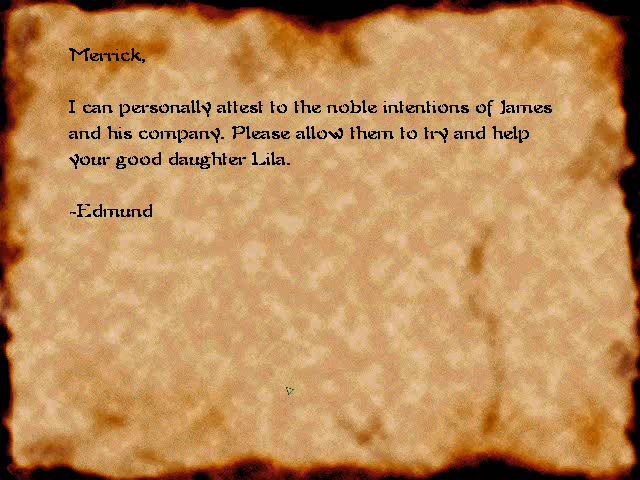 Merrick,
I can personally attest to the noble intentions of James
and his company. Please allow them to try and help
your good daughter Lila.
-Edmund